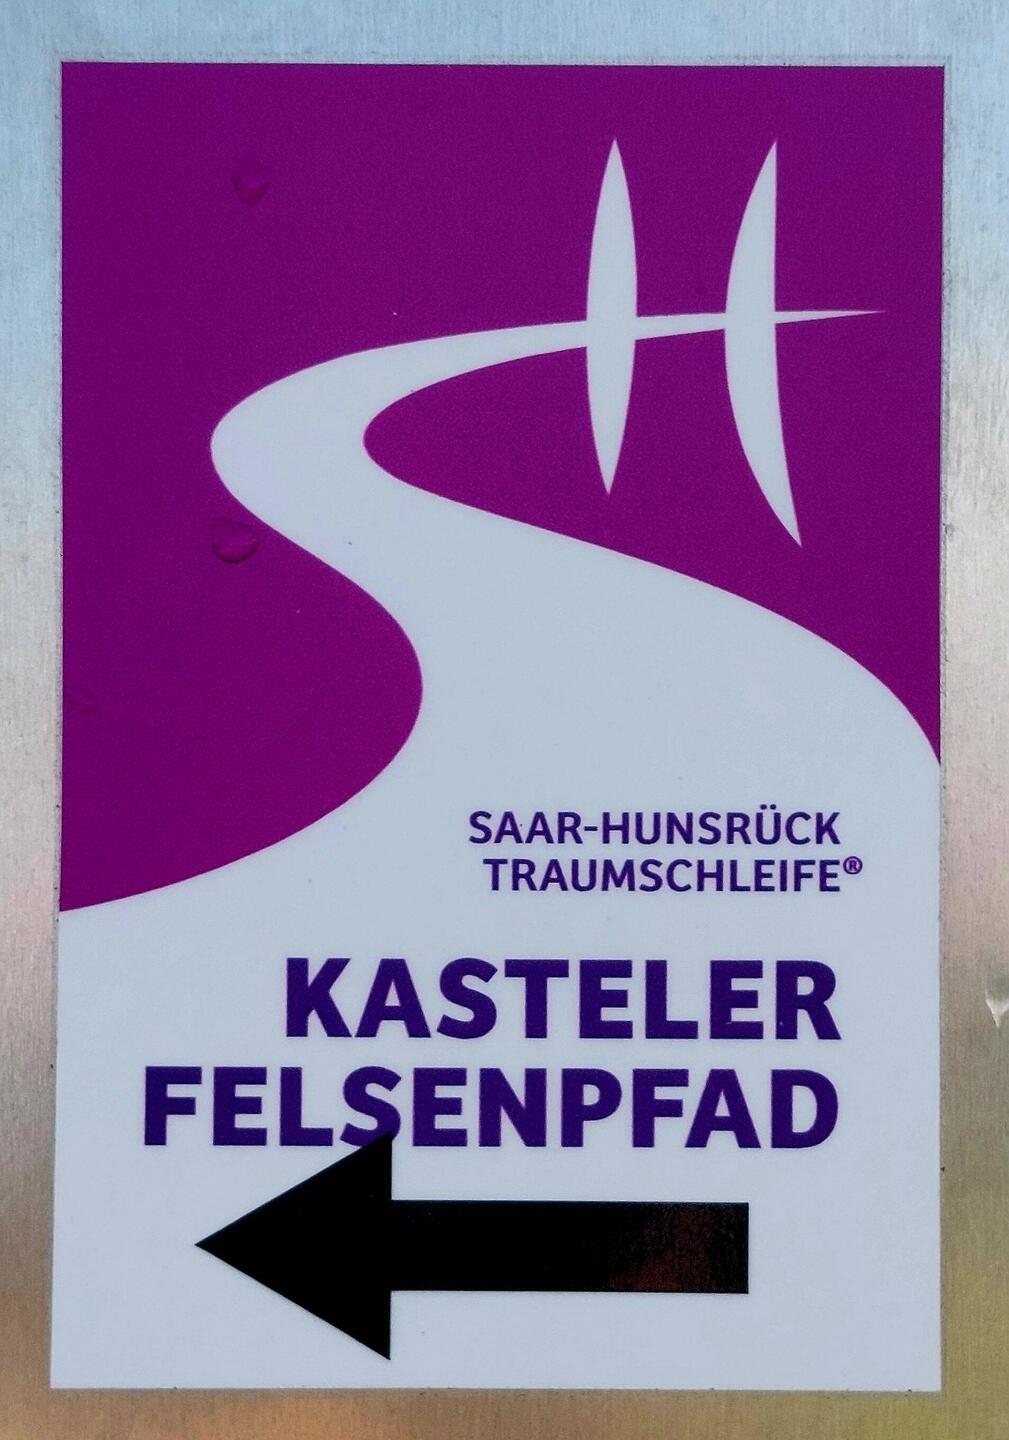 SAAR-HUNSRÜCK
TRAUMSCHLEIFE®
KASTELER
FELSENPFAD